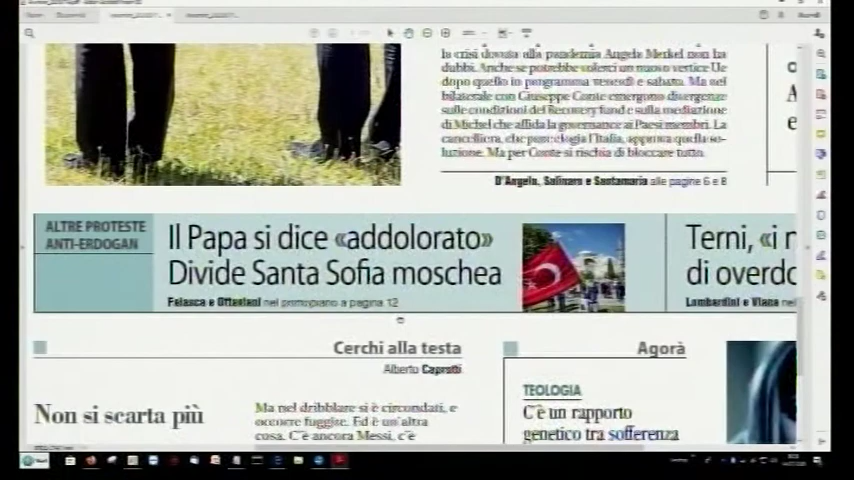 la crisi dovuta alla pandemia Angela Merkel non ha
dubbi. Anche se potrebbe volerci un nuovo vertice Ue
dopo quello in programma venerdì e sabato. Ma nel
bilaterale con Giuseppe Conte emergono divergenze
sulle condizioni del Recovery fund e sulla mediazione
di Michel che affida la governance ai Paesi membri. La
cancelliera, che pure elogia l'Italia, approva quella so-
luzione. Ma per Conte si rischia di bloccare tutto.
D'Angelo, Salinaro e Santamaria alle pagine 6 e 8
ALTRE PROTESTE
ANTI-ERDOGAN
Il Papa si dice «addolorato»
Divide Santa Sofia moschea
Falasca e Ottaviani nel primopiano a pagina 12
Terni, «i n
di overdo
Lombardini e Viana nel
Cerchi alla testa
Alberto Caprotti
Non si scarta più
Ma nel dribblare si è circondati, e
occorre fuggire. Ed è un'altra
cosa. C'è ancora Messi, c'è
Agorà
TEOLOGIA
C'è un rapporto
genetico tra sofferenza